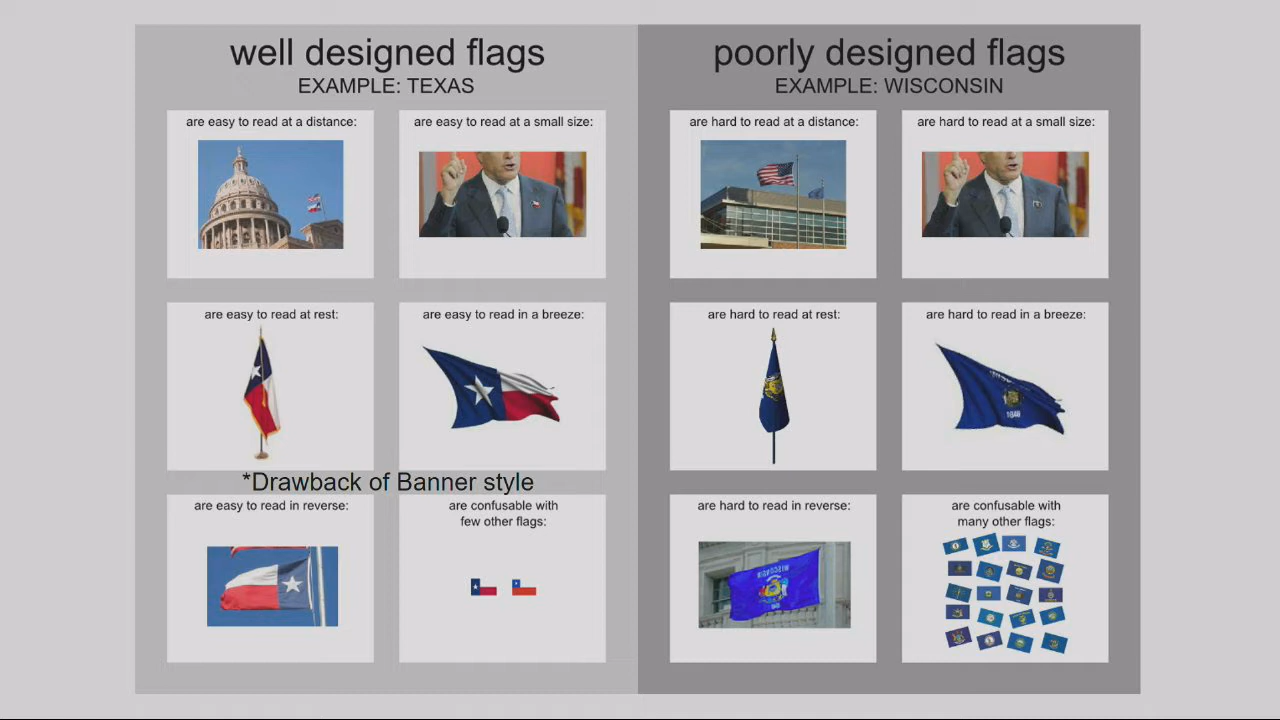 well designed flags
EXAMPLE: TEXAS
are easy to read at a distance:
are easy to read at a small size:
are easy to read at rest:
are easy to read in a breeze:
*Drawback of Banner style
are easy to read in reverse:
are confusable with
few other flags:
poorly designed flags
EXAMPLE: WISCONSIN
are hard to read at a distance:
are hard to read at a small size:
are hard to read at rest:
are hard to read in a breeze:
1848
are hard to read in reverse:
WISCONSIN
are confusable with
many other flags: